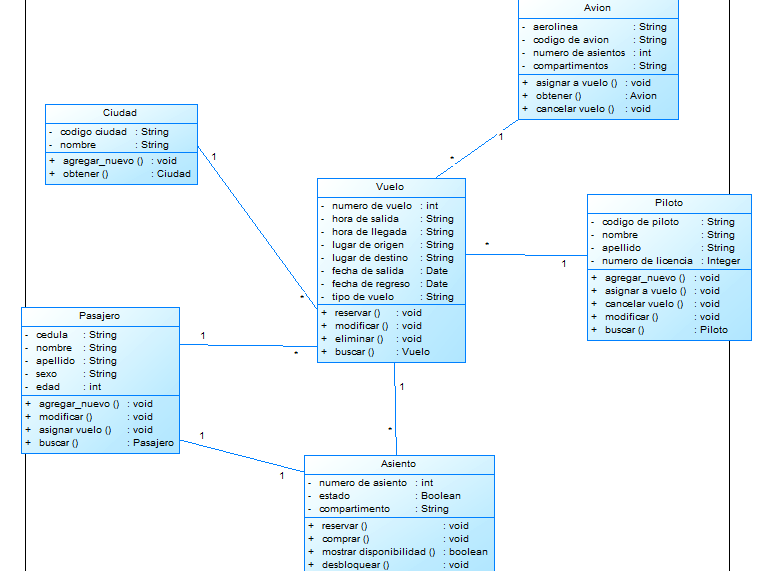 Avion
- aerolinea : String
- codigo de avion : String
- numero de asientos : int
- compartimentos : String
+ asignar a vuelo () : void
+ obtener () : Avion
+ cancelar vuelo () : void
1
*
Ciudad
- codigo ciudad : String
- nombre : String
+ agregar_nuevo () : void
+ obtener () : Ciudad
1
*
Vuelo
- numero de vuelo : int
- hora de salida : String
- hora de llegada : String
- lugar de origen : String
- lugar de destino : String
- fecha de salida : Date
- fecha de regreso : Date
- tipo de vuelo : String
+ reservar () : void
+ modificar () : void
+ eliminar () : void
+ buscar () : Vuelo
*
1
Piloto
- codigo de piloto : String
- nombre : String
- apellido : String
- numero de licencia : Integer
+ agregar_nuevo () : void
+ asignar a vuelo () : void
+ cancelar vuelo () : void
+ modificar () : void
+ buscar () : Piloto
Pasajero
- cedula : String
- nombre : String
- apellido : String
- sexo : String
- edad : int
+ agregar_nuevo () : void
+ modificar () : void
+ asignar vuelo () : void
+ buscar () : Pasajero
1
*
1
*
1
1
Asiento
- numero de asiento : int
- estado : Boolean
- compartimento : String
+ reservar () : void
+ comprar () : void
+ mostrar disponibilidad () : boolean
+ desbloquear () : void